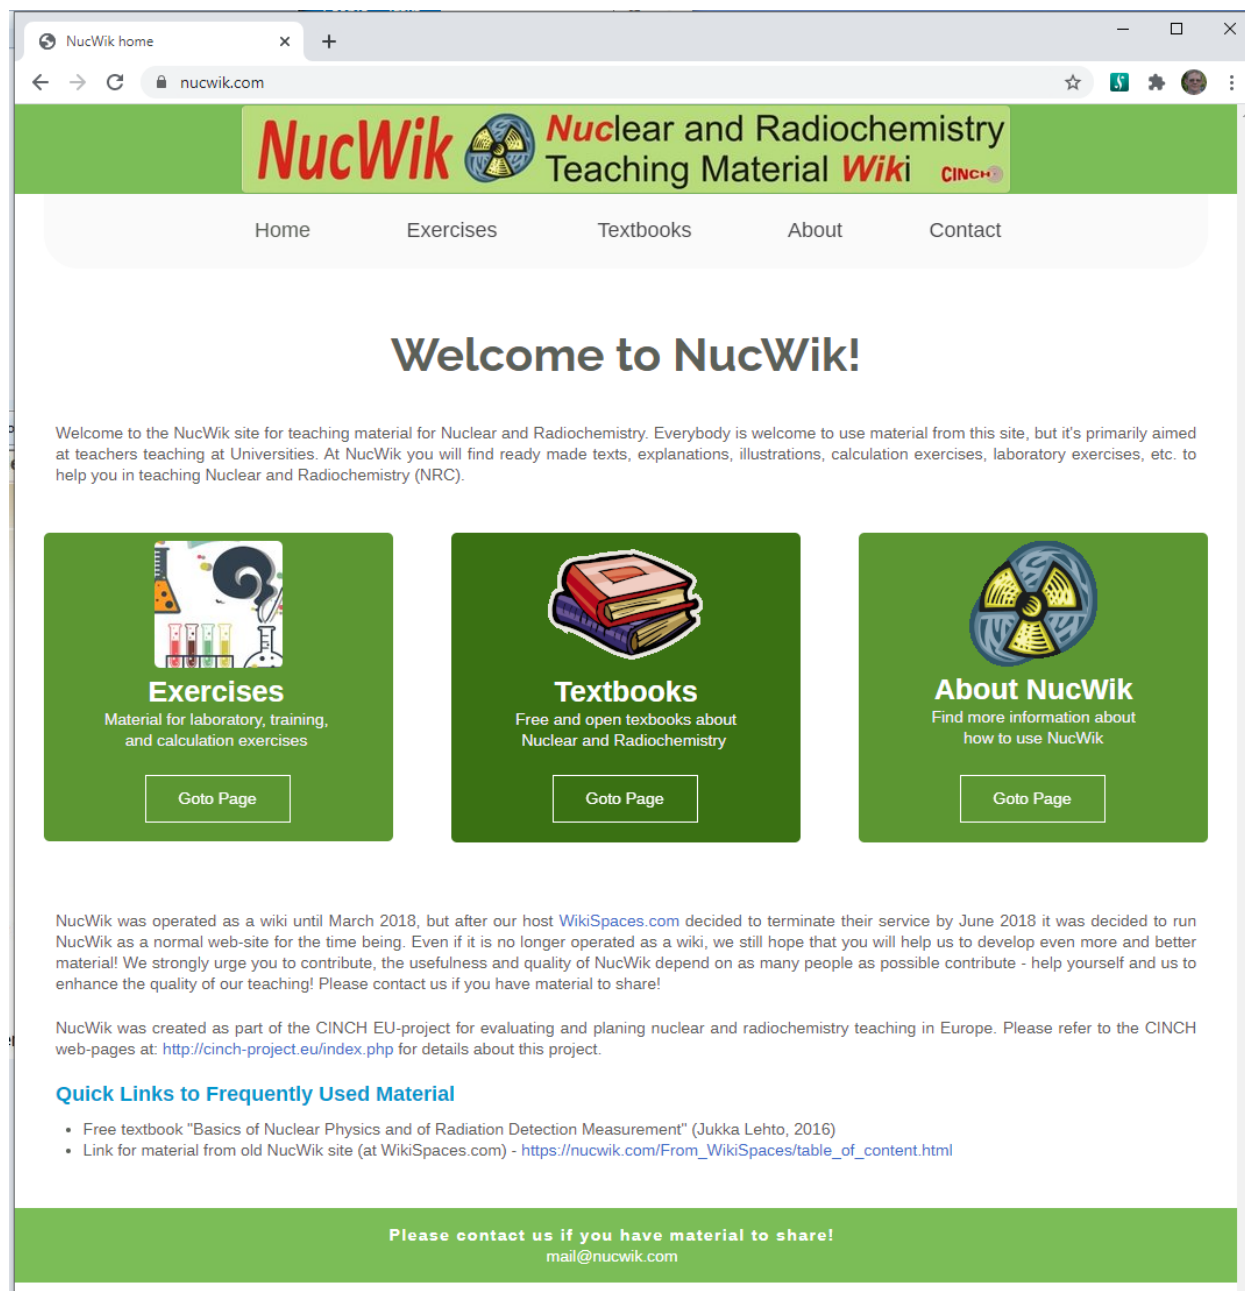 NucWik home
nucwik.com
NucWik Nuclear and Radiochemistry
Teaching Material Wiki CINCH
Home Exercises Textbooks About Contact
Welcome to NucWik!
Welcome to the NucWik site for teaching material for Nuclear and Radiochemistry. Everybody is welcome to use material from this site, but it's primarily aimed
at teachers teaching at Universities. At NucWik you will find ready made texts, explanations, illustrations, calculation exercises, laboratory exercises, etc. to
help you in teaching Nuclear and Radiochemistry (NRC).
Exercises
Material for laboratory, training,
and calculation exercises
Goto Page
Textbooks
Free and open texbooks about
Nuclear and Radiochemistry
Goto Page
About NucWik
Find more information about
how to use NucWik
Goto Page
NucWik was operated as a wiki until March 2018, but after our host WikiSpaces.com decided to terminate their service by June 2018 it was decided to run
NucWik as a normal web-site for the time being. Even if it is no longer operated as a wiki, we still hope that you will help us to develop even more and better
material! We strongly urge you to contribute, the usefulness and quality of NucWik depend on as many people as possible contribute - help yourself and us to
enhance the quality of our teaching! Please contact us if you have material to share!
NucWik was created as part of the CINCH EU-project for evaluating and planing nuclear and radiochemistry teaching in Europe. Please refer to the CINCH
web-pages at: http://cinch-project.eu/index.php for details about this project.
Quick Links to Frequently Used Material
• Free textbook "Basics of Nuclear Physics and of Radiation Detection Measurement" (Jukka Lehto, 2016)
• Link for material from old NucWik site (at WikiSpaces.com) - https://nucwik.com/From_WikiSpaces/table_of_content.html
Please contact us if you have material to share!
mail@nucwik.com